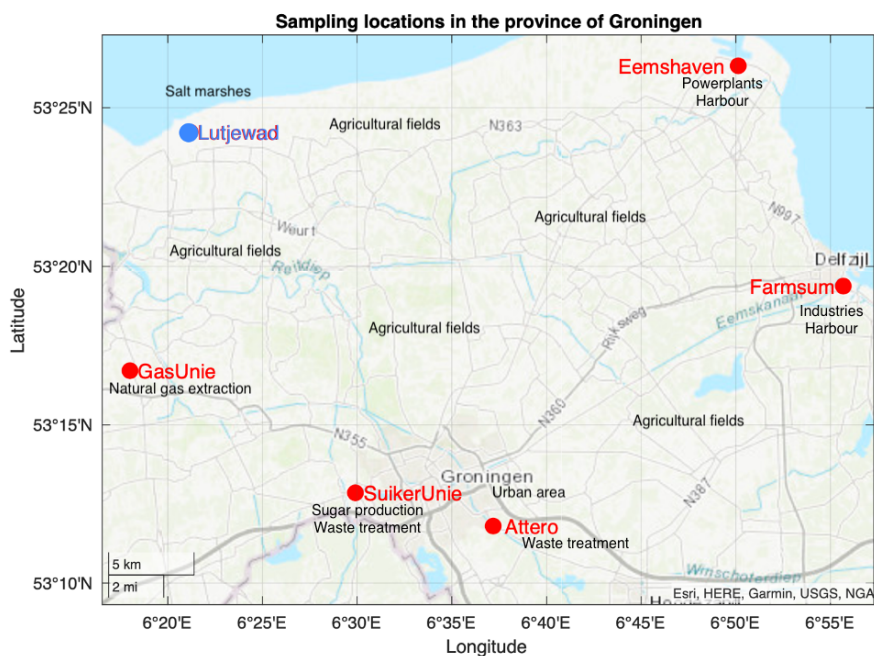 Sampling locations in the province of Groningen
Eemshaven
Powerplants
Harbour
Salt marshes
53°25'N
Lutjewad
Agricultural fields
N363
Agricultural fields
N997
Weurt
Agricultural fields
Reitdiep
53°20'N
Delfzijl
Farmsum
Eemskanaal
Industries
Harbour
Latitude
Agricultural fields
Rijksweg
GasUnie
Natural gas extraction
N360
Agricultural fields
53°15'N
N355
Groningen
Urban area
N387
SuikerUnie
Sugar production
Waste treatment
Attero
Waste treatment
5 km
2 mi
53°10'N
Winschoterdiep
Esri, HERE, Garmin, USGS, NGA
6°20'E 6°25'E 6°30'E 6°35'E 6°40'E 6°45'E 6°50'E 6°55'E
Longitude